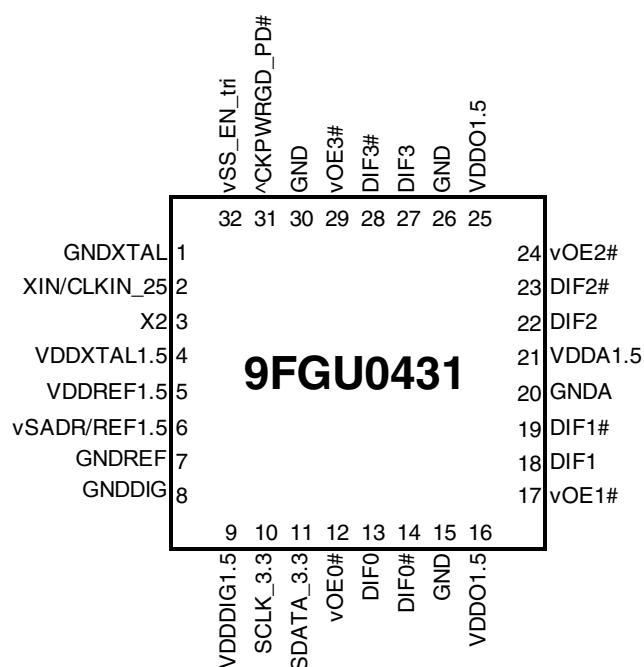 vSS_EN_tri
^CKPWRGD_PD#
GND
vOE3#
DIF3#
DIF3
GND
VDDO1.5
32 31 30 29 28 27 26 25
GNDXTAL 1
XIN/CLKIN_25 2
X2 3
VDDXTAL1.5 4
VDDREF1.5 5
vSADR/REF1.5 6
GNDREF 7
GNDDIG 8
9FGU0431
24 vOE2#
23 DIF2#
22 DIF2
21 VDDA1.5
20 GNDA
19 DIF1#
18 DIF1
17 vOE1#
9 10 11 12 13 14 15 16
VDDDIG1.5
SCLK_3.3
SDATA_3.3
vOE0#
DIF0
DIF0#
GND
VDDO1.5